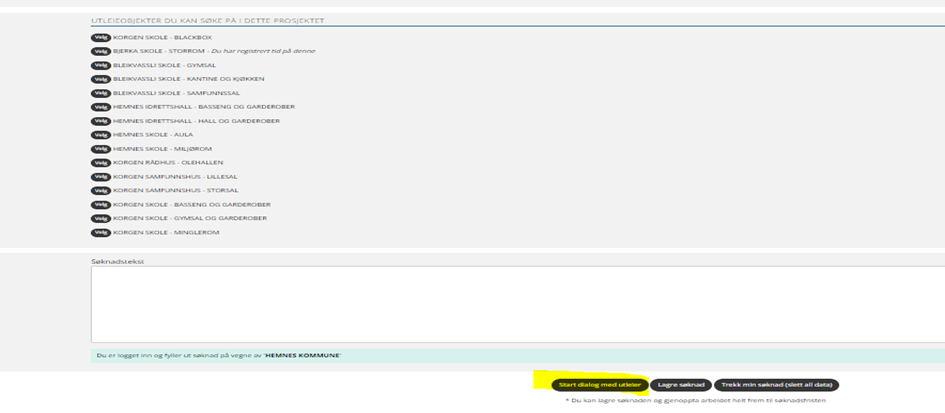 UTLEIEOBJEKTER DU KAN SØKE PÅ I DETTE PROSJEKTET
Velg KORGEN SKOLE - BLACKBOX
Velg BJERKA SKOLE - STORROM - Du har registrert tid på denne
Velg BLEIKVASSLI SKOLE - GYMSAL
Velg BLEIKVASSLI SKOLE - KANTINE OG KJØKKEN
Velg BLEIKVASSLI SKOLE - SAMFUNNSSAL
Velg HEMNES IDRETTSHALL - BASSENG OG GARDEROBER
Velg HEMNES IDRETTSHALL - HALL OG GARDEROBER
Velg HEMNES SKOLE - AULA
Velg HEMNES SKOLE - MILJØROM
Velg KORGEN RÅDHUS - OLEHALLEN
Velg KORGEN SAMFUNNSHUS - LILLESAL
Velg KORGEN SAMFUNNSHUS - STORSAL
Velg KORGEN SKOLE - BASSENG OG GARDEROBER
Velg KORGEN SKOLE - GYMSAL OG GARDEROBER
Velg KORGEN SKOLE - MINGLEROM
Søknadstekst
Du er logget inn og fyller ut søknad på vegne av 'HEMNES KOMMUNE'
Start dialog med utleier Lagre søknad Trekk min søknad (slett all data)
* Du kan lagre søknaden og gjenoppta arbeidet helt frem til søknadsfristen